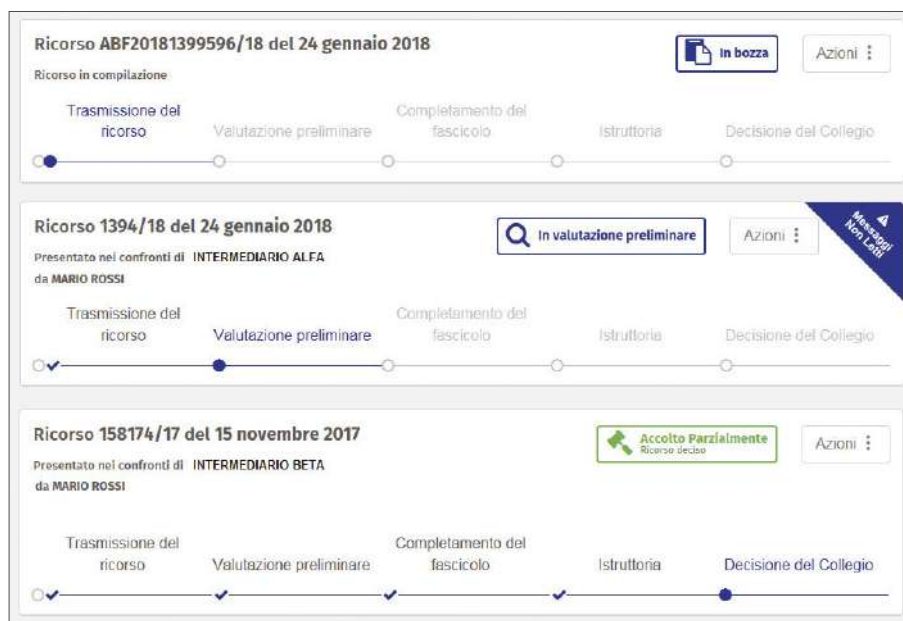 Ricorso ABF20181399596/18 del 24 gennaio 2018
In bozza
Azioni
Ricorso in compilazione
Trasmissione del ricorso
Valutazione preliminare
Completamento del fascicolo
Istruttoria
Decisione del Collegio
Ricorso 1394/18 del 24 gennaio 2018
In valutazione preliminare
Azioni
Messaggi
Non Letti
Presentato nei confronti di INTERMEDIARIO ALFA
da MARIO ROSSI
Trasmissione del ricorso
Valutazione preliminare
Completamento del fascicolo
Istruttoria
Decisione del Collegio
Ricorso 158174/17 del 15 novembre 2017
Accolto Parzialmente
Ricorso deciso
Azioni
Presentato nei confronti di INTERMEDIARIO BETA
da MARIO ROSSI
Trasmissione del ricorso
Valutazione preliminare
Completamento del fascicolo
Istruttoria
Decisione del Collegio